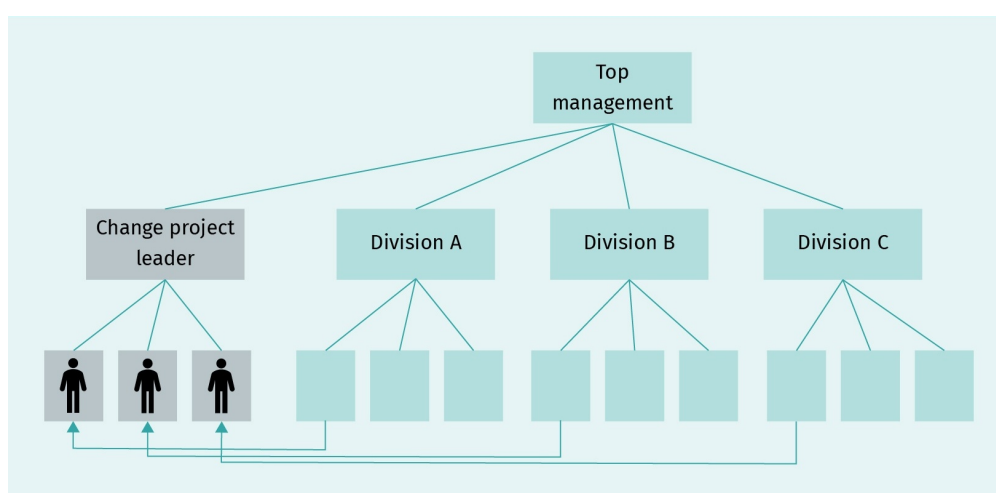 Top
management
Change project
leader
Division A
Division B
Division C